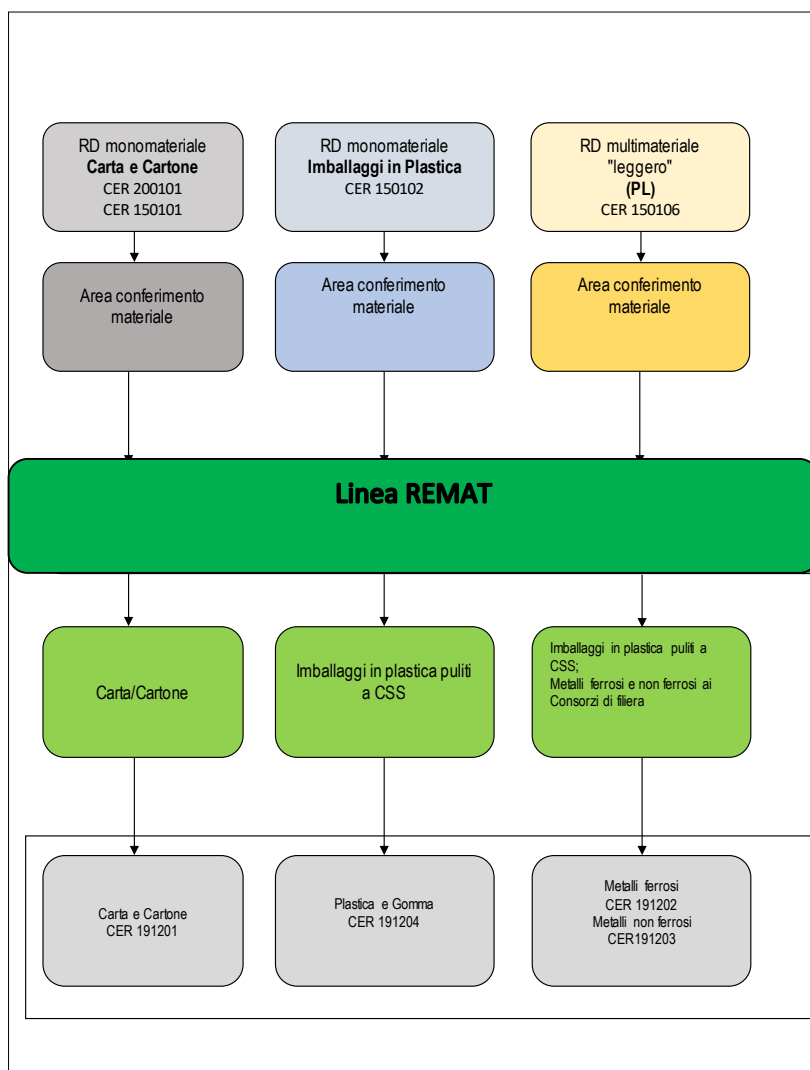 RD monomateriale
Carta e Cartone
CER 200101
CER 150101
RD monomateriale
Imballaggi in Plastica
CER 150102
RD multimateriale
"leggero"
(PL)
CER 150106
Area conferimento
materiale
Area conferimento
materiale
Area conferimento
materiale
Linea REMAT
Carta/Cartone
Imballaggi in plastica puliti
a CSS
Imballaggi in plastica puliti a
CSS;
Metalli ferrosi e non ferrosi ai
Consorzi di filiera
Carta e Cartone
CER 191201
Plastica e Gomma
CER 191204
Metalli ferrosi
CER 191202
Metalli non ferrosi
CER191203